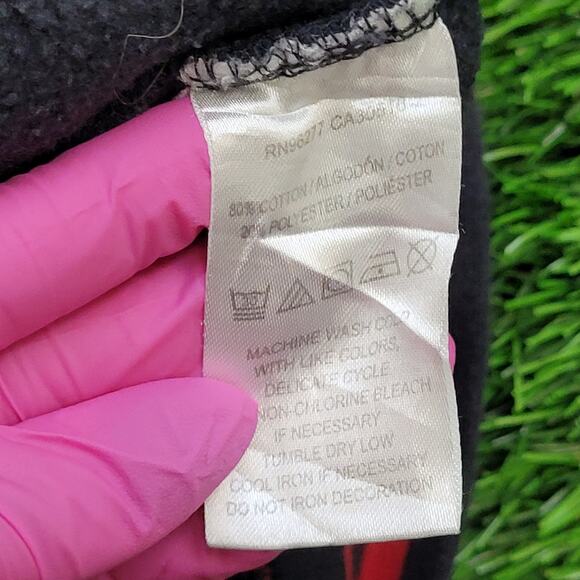 RN96277 CA306
80% COTTON / ALGODÓN / COTON
20% POLYESTER / POLIÉSTER
MACHINE WASH COLD
WITH LIKE COLORS,
DELICATE CYCLE
NON-CHLORINE BLEACH
IF NECESSARY
TUMBLE DRY LOW
COOL IRON IF NECESSARY
DO NOT IRON DECORATION